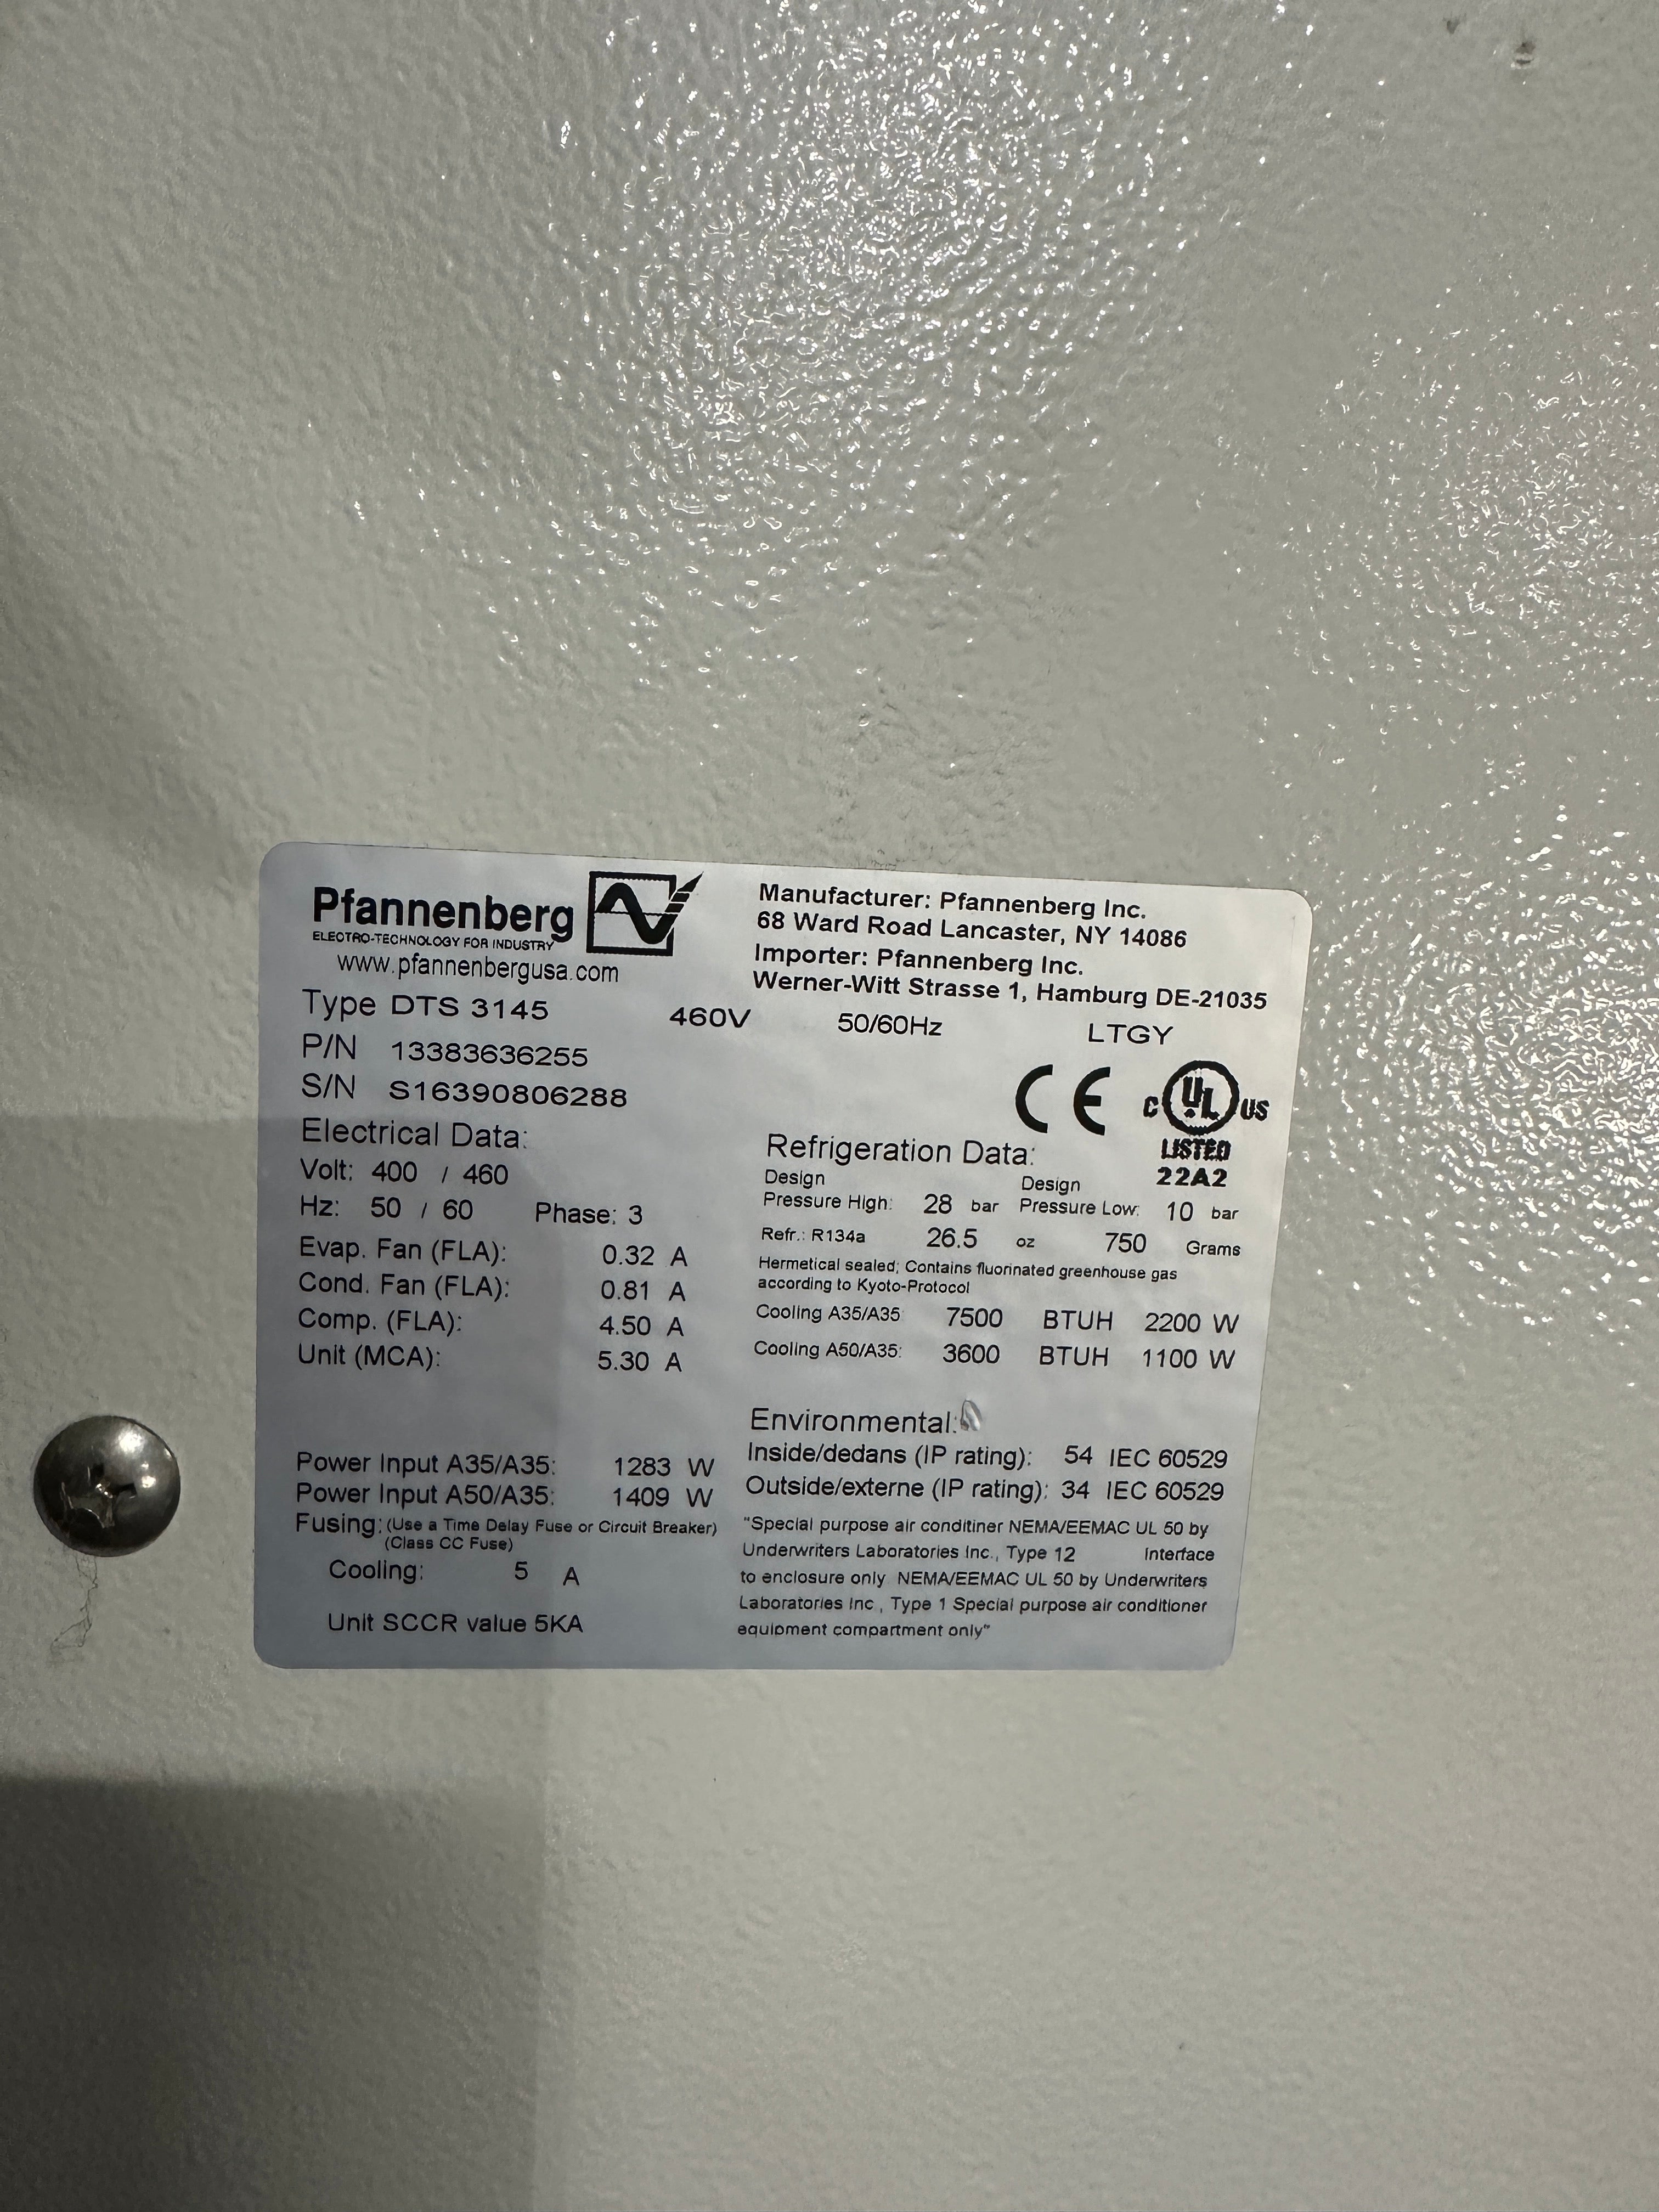 Pfannenberg
ELECTRO-TECHNOLOGY FOR INDUSTRY
www.pfannenbergusa.com
Manufacturer: Pfannenberg Inc.
68 Ward Road Lancaster, NY 14086
Importer: Pfannenberg Inc.
Werner-Witt Strasse 1, Hamburg DE-21035
Type DTS 3145 460V 50/60Hz LTGY
P/N 13383636255
S/N S16390806288
CE
C UL US
LISTED
22A2
Electrical Data:
Volt: 400 / 460
Hz: 50 / 60 Phase: 3
Evap. Fan (FLA): 0.32 A
Cond. Fan (FLA): 0.81 A
Comp. (FLA): 4.50 A
Unit (MCA): 5.30 A
Power Input A35/A35: 1283 W
Power Input A50/A35: 1409 W
Fusing: (Use a Time Delay Fuse or Circuit Breaker)
(Class CC Fuse)
Cooling: 5 A
Unit SCCR value 5KA
Refrigeration Data:
Design Design
Pressure High: 28 bar Pressure Low: 10 bar
Refr.: R134a 26.5 oz 750 Grams
Hermetical sealed; Contains fluorinated greenhouse gas
according to Kyoto-Protocol
Cooling A35/A35 7500 BTUH 2200 W
Cooling A50/A35: 3600 BTUH 1100 W
Environmental:
Inside/dedans (IP rating): 54 IEC 60529
Outside/externe (IP rating): 34 IEC 60529
"Special purpose air conditiner NEMA/EEMAC UL 50 by
Underwriters Laboratories Inc., Type 12 Interface
to enclosure only NEMA/EEMAC UL 50 by Underwriters
Laboratories Inc., Type 1 Special purpose air conditioner
equipment compartment only"